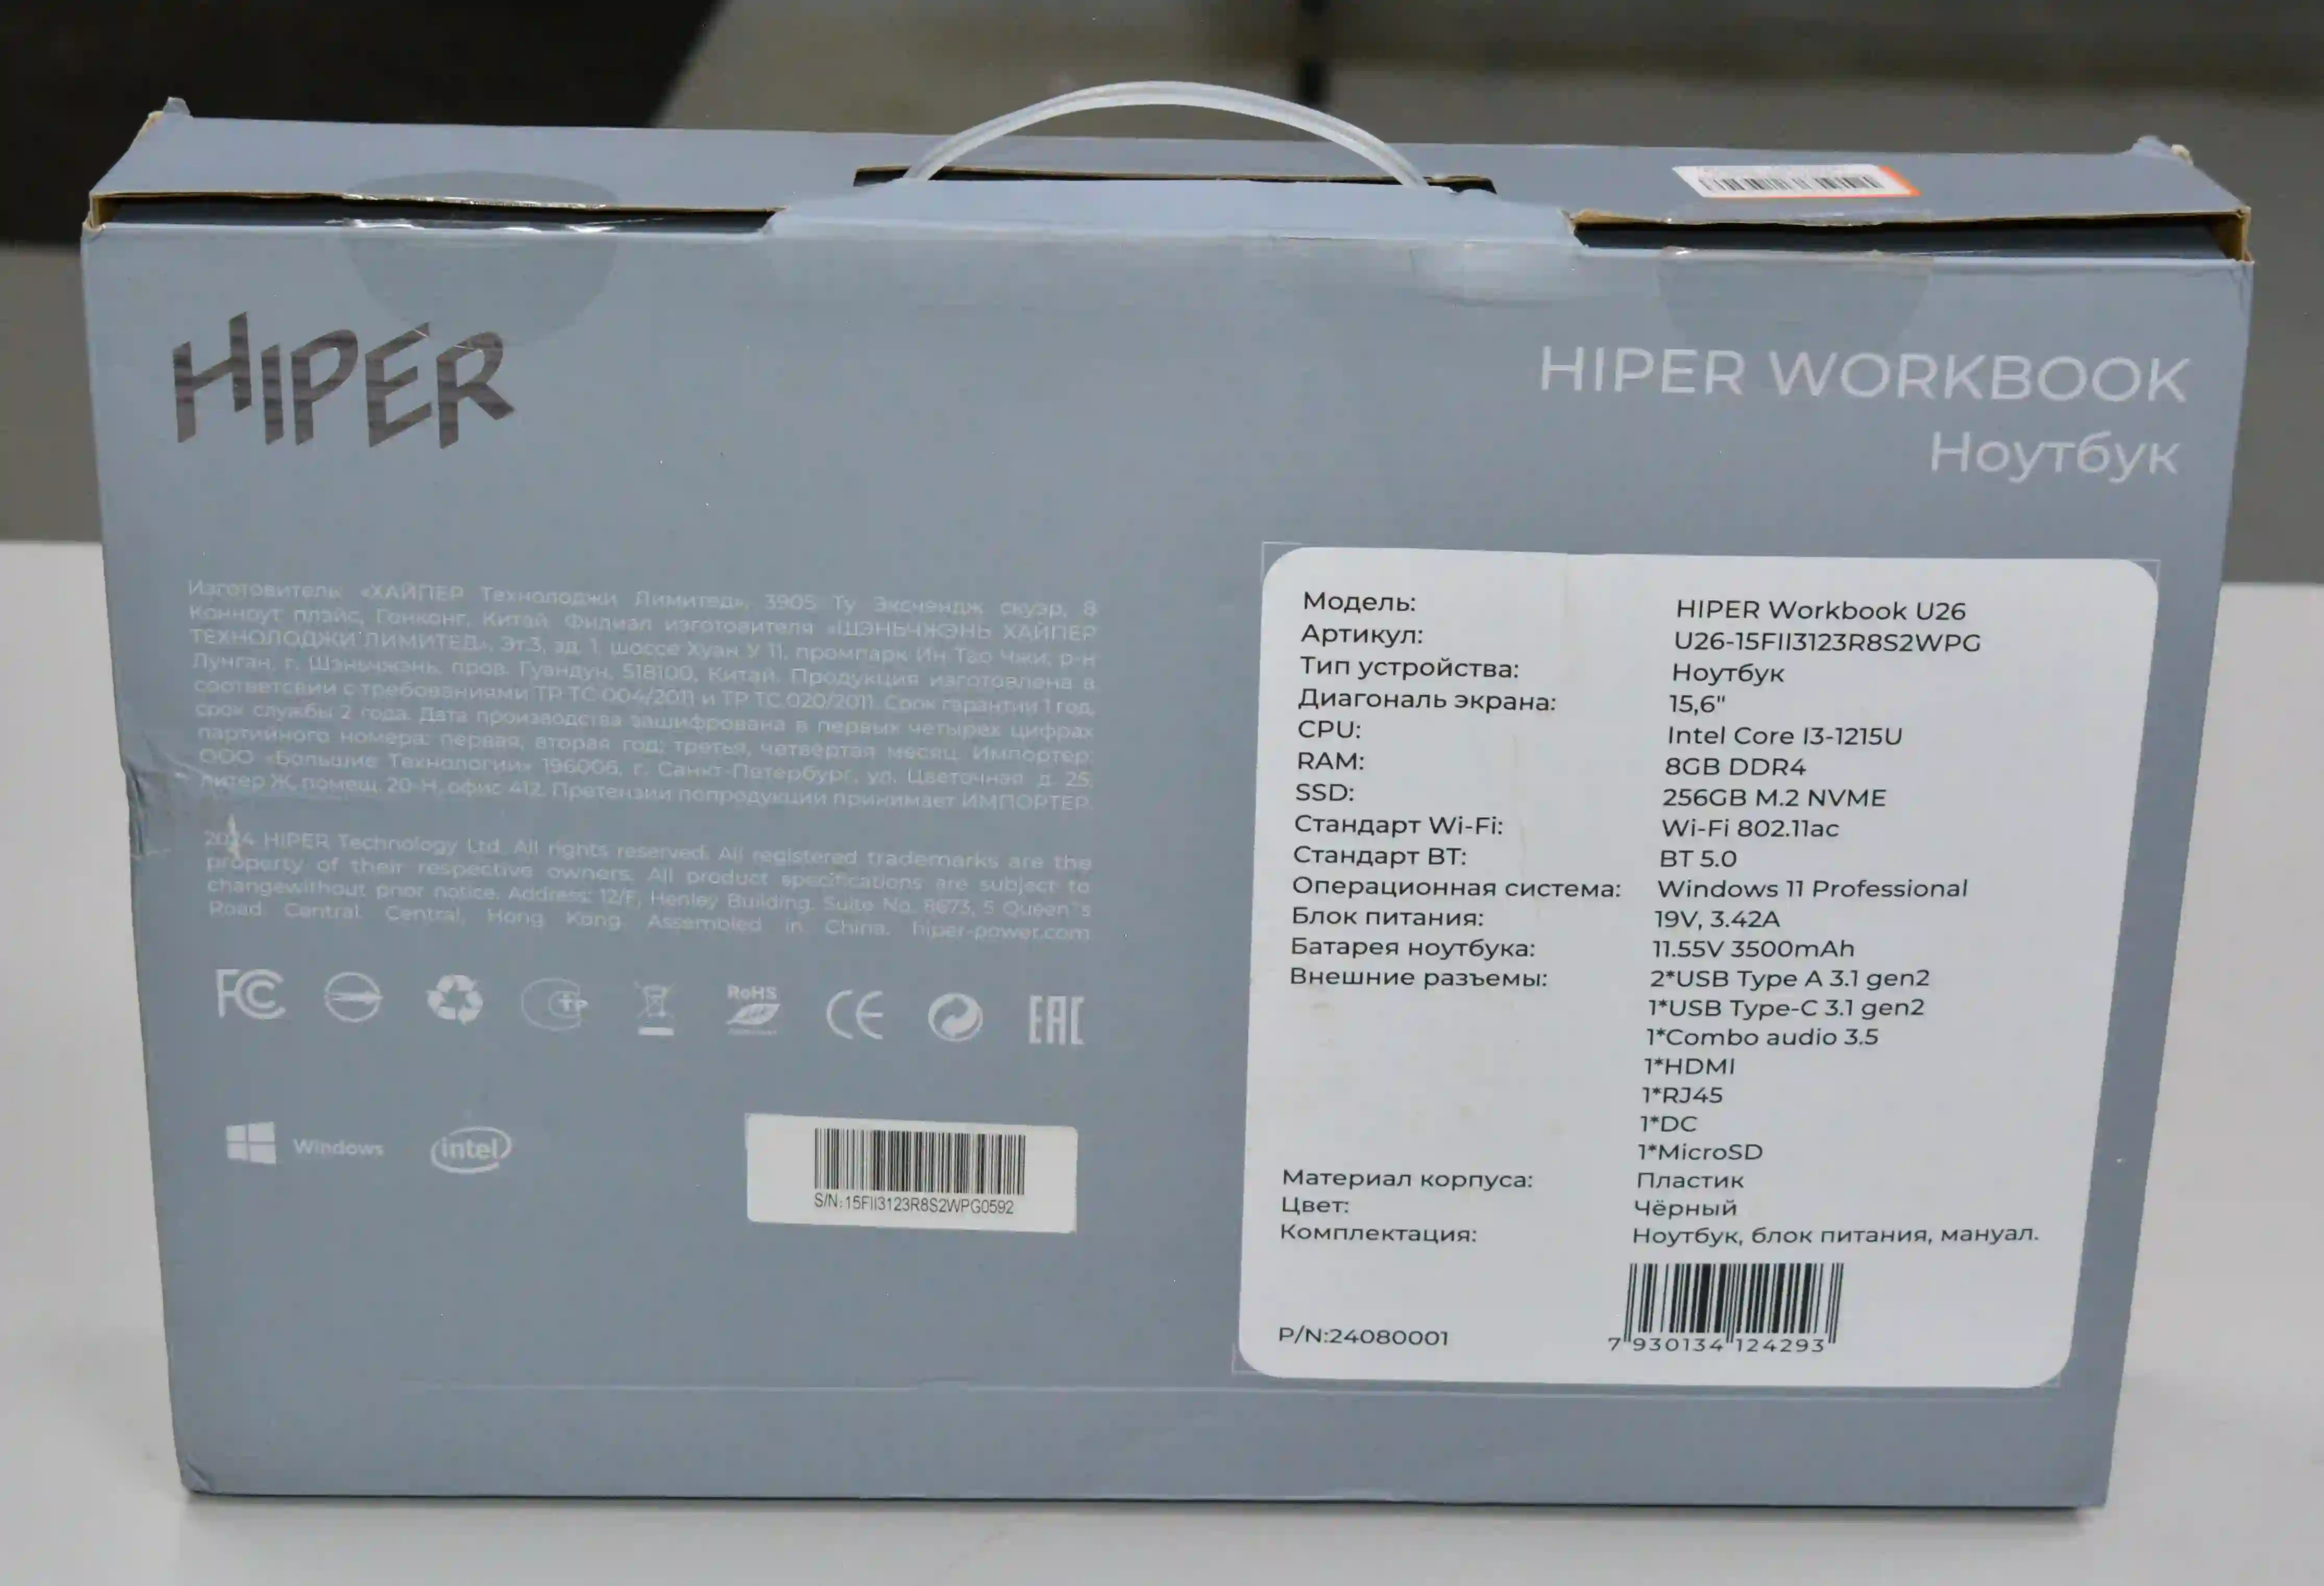 HIPER
HIPER WORKBOOK
Ноутбук
Изготовитель: «ХАЙПЕР Технолоджи Лимитед», 3905 Ту Эксчендж скуэр, 8
Конноут плэйс, Гонконг, Китай. Филиал изготовителя «ШЭНЬЧЖЭНЬ ХАЙПЕР
ТЕХНОЛОДЖИ ЛИМИТЕД», Эт.3, зд. 1, шоссе Хуан У 11, промпарк Ин Тао Чжи, р-н
Лунган, г. Шэньчжэнь, пров. Гуандун, 518100, Китай. Продукция изготовлена в
соответсвии с требованиями ТР ТС 004/2011 и ТР ТС 020/2011. Срок гарантии 1 год,
срок службы 2 года. Дата производства зашифрована в первых четырех цифрах
партийного номера: первая, вторая год; третья, четвертая месяц. Импортер:
ООО «Большие Технологии» 196006, г. Санкт-Петербург, ул. Цветочная д. 25,
литер Ж, помещ. 20-Н, офис 412. Претензии попродукции принимает ИМПОРТЕР.
2024 HIPER Technology Ltd. All rights reserved. All registered trademarks are the
property of their respective owners. All product specifications are subject to
changewithout prior notice. Address: 12/F, Henley Building. Suite No. 8673, 5 Queen"s
Road Central. Central, Hong Kong. Assembled in China. hiper-power.com
FC
RoHS
CE
EAC
Windows
intel
S/N:15FII3123R8S2WPG0592
Модель: HIPER Workbook U26
Артикул: U26-15FII3123R8S2WPG
Тип устройства: Ноутбук
Диагональ экрана: 15,6"
CPU: Intel Core I3-1215U
RAM: 8GB DDR4
SSD: 256GB M.2 NVME
Стандарт Wi-Fi: Wi-Fi 802.11ac
Стандарт BT: BT 5.0
Операционная система: Windows 11 Professional
Блок питания: 19V, 3.42A
Батарея ноутбука: 11.55V 3500mAh
Внешние разъемы: 2*USB Type A 3.1 gen2
1*USB Type-C 3.1 gen2
1*Combo audio 3.5
1*HDMI
1*RJ45
1*DC
1*MicroSD
Материал корпуса: Пластик
Цвет: Чёрный
Комплектация: Ноутбук, блок питания, мануал.
P/N:24080001
7 930134 124293